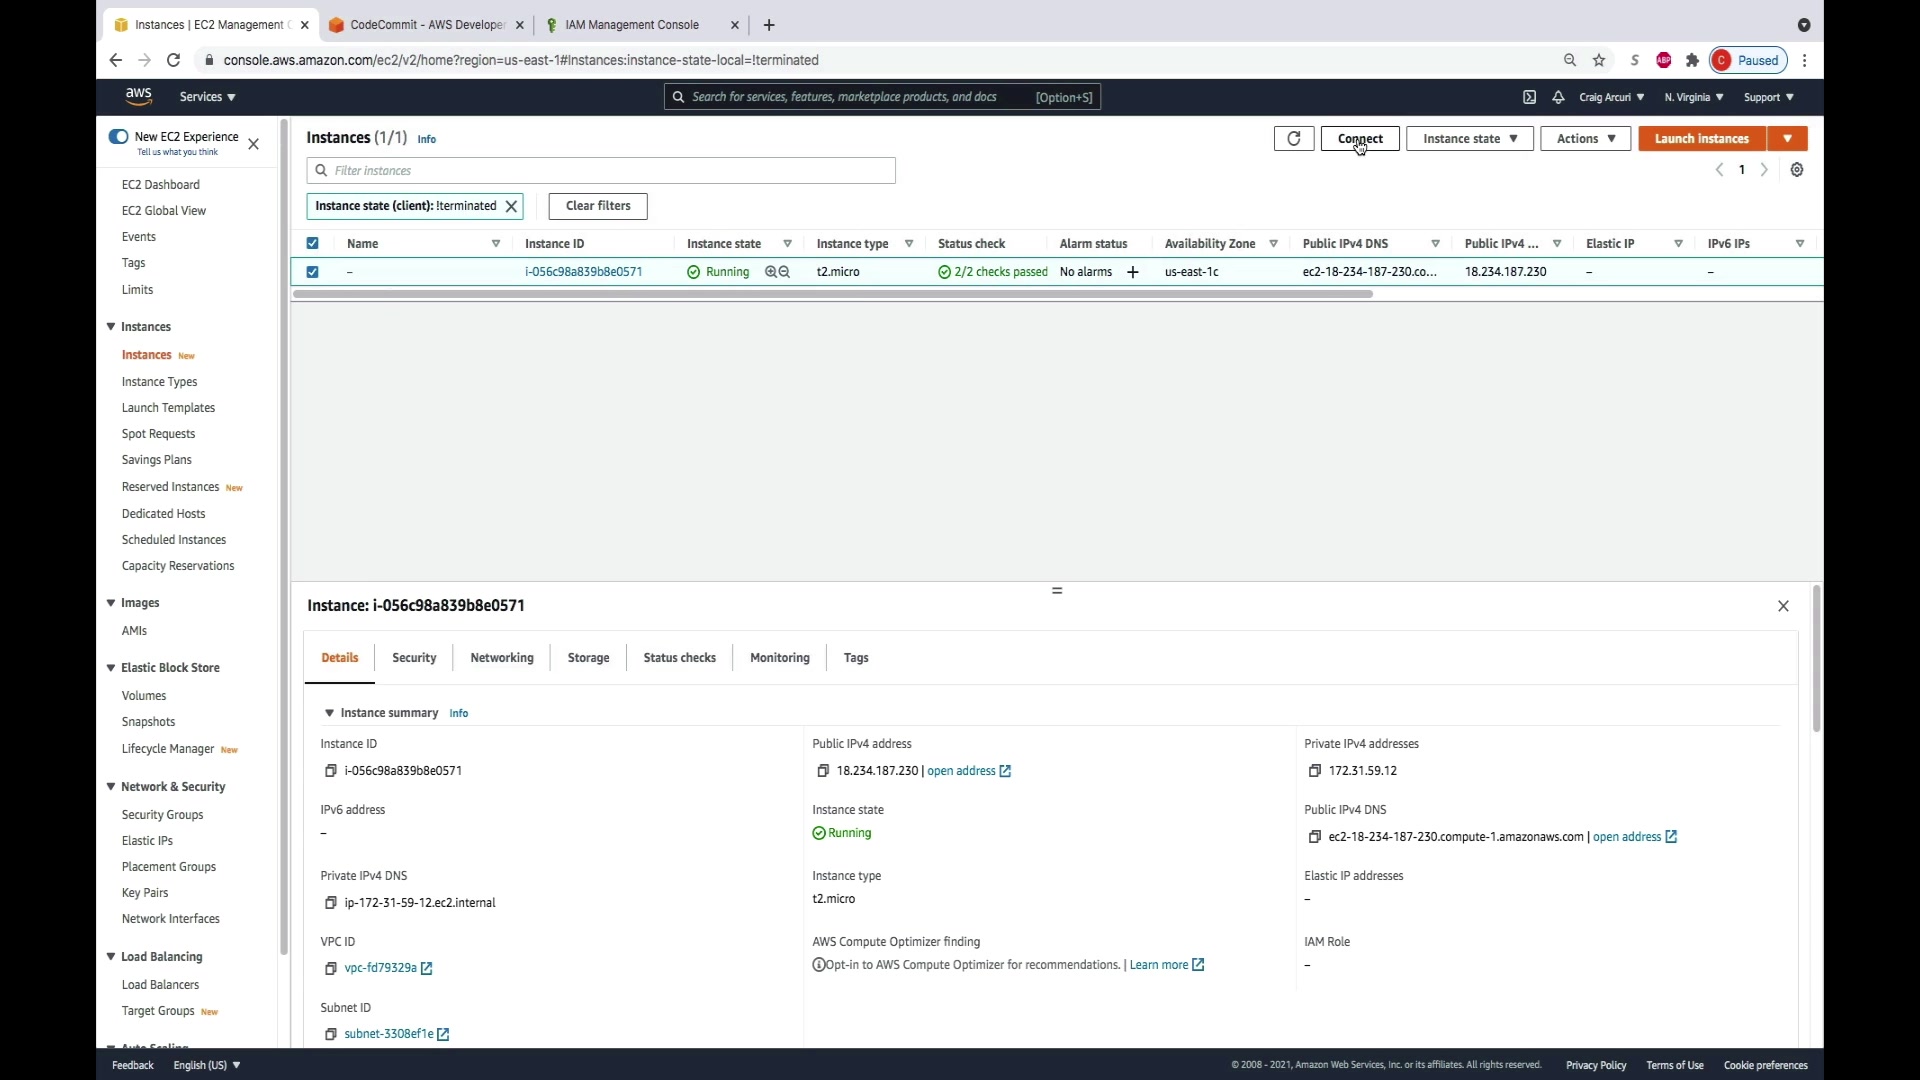 Instances | EC2 Management C
CodeCommit - AWS Developer
IAM Management Console
console.aws.amazon.com/ec2/v2/home?region=us-east-1#Instances:instance-state-local=!terminated
S
ABP
C Paused
aws
Services
Search for services, features, marketplace products, and docs [Option+S]
Craig Arcuri
N. Virginia
Support
New EC2 Experience
Tell us what you think
EC2 Dashboard
EC2 Global View
Events
Tags
Limits
Instances
Instances New
Instance Types
Launch Templates
Spot Requests
Savings Plans
Reserved Instances New
Dedicated Hosts
Scheduled Instances
Capacity Reservations
Images
AMIs
Elastic Block Store
Volumes
Snapshots
Lifecycle Manager New
Network & Security
Security Groups
Elastic IPs
Placement Groups
Key Pairs
Network Interfaces
Load Balancing
Load Balancers
Target Groups New
Auto Scaling
Instances (1/1) Info
Connect
Instance state
Actions
Launch instances
Filter instances
1
Instance state (client): !terminated
Clear filters
Name Instance ID Instance state Instance type Status check Alarm status Availability Zone Public IPv4 DNS Public IPv4 ... Elastic IP IPv6 IPs
– i-056c98a839b8e0571 Running t2.micro 2/2 checks passed No alarms + us-east-1c ec2-18-234-187-230.co... 18.234.187.230 – –
Instance: i-056c98a839b8e0571
Details Security Networking Storage Status checks Monitoring Tags
Instance summary Info
Instance ID
i-056c98a839b8e0571
Public IPv4 address
18.234.187.230 | open address
Private IPv4 addresses
172.31.59.12
IPv6 address
–
Instance state
Running
Public IPv4 DNS
ec2-18-234-187-230.compute-1.amazonaws.com | open address
Private IPv4 DNS
ip-172-31-59-12.ec2.internal
Instance type
t2.micro
Elastic IP addresses
–
VPC ID
vpc-fd79329a
AWS Compute Optimizer finding
Opt-in to AWS Compute Optimizer for recommendations. | Learn more
IAM Role
–
Subnet ID
subnet-3308ef1e
Feedback
English (US)
© 2008 - 2021, Amazon Web Services, Inc. or its affiliates. All rights reserved.
Privacy Policy
Terms of Use
Cookie preferences